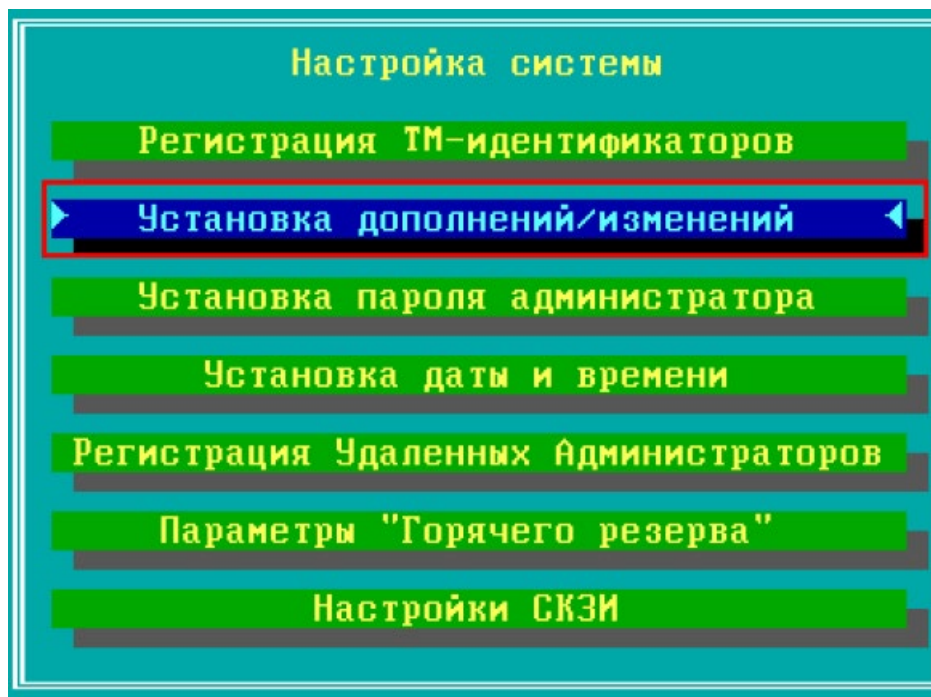 Настройка системы
Регистрация ТМ-идентификаторов
Установка дополнений/изменений
Установка пароля администратора
Установка даты и времени
Регистрация Удаленных Администраторов
Параметры "Горячего резерва"
Настройки СКЗИ